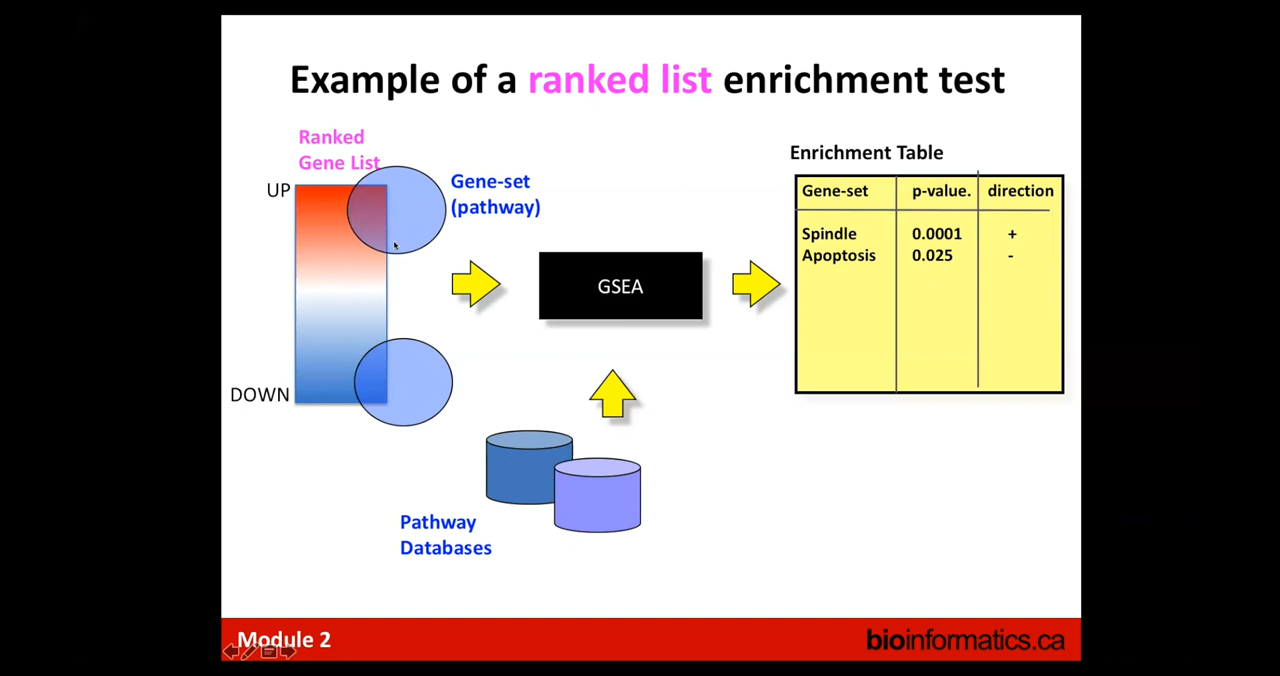 Example of a ranked list enrichment test
Ranked
Gene List
UP
DOWN
Gene-set
(pathway)
GSEA
Pathway
Databases
Enrichment Table
Gene-set p-value. direction
Spindle 0.0001 +
Apoptosis 0.025 -
Module 2
bioinformatics.ca